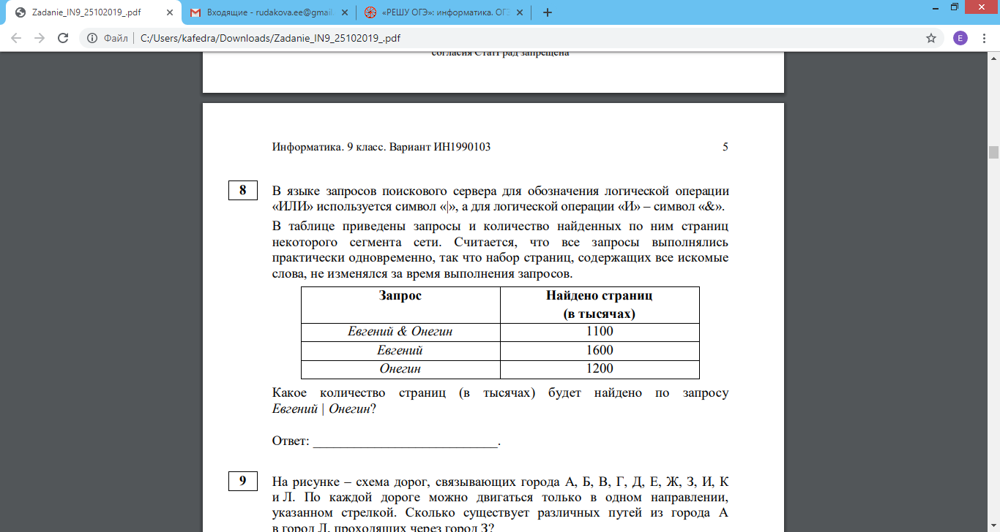 Zadanie_IN9_25102019_.pdf
Входящие - rudakova.ee@gmail.
«РЕШУ ОГЭ»: информатика. ОГЭ
Файл
C:/Users/kafedra/Downloads/Zadanie_IN9_25102019_.pdf
E
согласия СтатГрад запрещена
Информатика. 9 класс. Вариант ИН1990103
5
8
В языке запросов поискового сервера для обозначения логической операции
«ИЛИ» используется символ «|», а для логической операции «И» – символ «&».
В таблице приведены запросы и количество найденных по ним страниц
некоторого сегмента сети. Считается, что все запросы выполнялись
практически одновременно, так что набор страниц, содержащих все искомые
слова, не изменялся за время выполнения запросов.
Запрос
Найдено страниц
(в тысячах)
Евгений & Онегин
1100
Евгений
1600
Онегин
1200
Какое количество страниц (в тысячах) будет найдено по запросу
Евгений | Онегин?
Ответ: ___________________________.
9
На рисунке – схема дорог, связывающих города А, Б, В, Г, Д, Е, Ж, З, И, К
и Л. По каждой дороге можно двигаться только в одном направлении,
указанном стрелкой. Сколько существует различных путей из города А
в город Л, проходящих через город З?